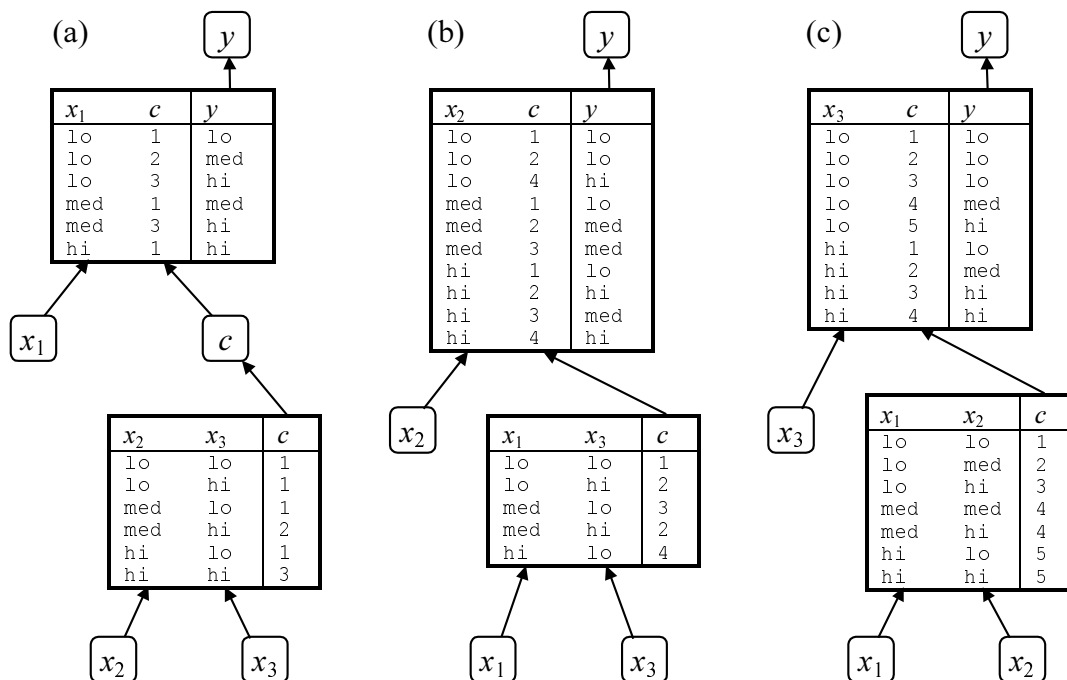 (a)
y
x1 c y
lo 1 lo
lo 2 med
lo 3 hi
med 1 med
med 3 hi
hi 1 hi
x1
c
x2 x3 c
lo lo 1
lo hi 1
med lo 1
med hi 2
hi lo 1
hi hi 3
x2
x3
(b)
y
x2 c y
lo 1 lo
lo 2 lo
lo 4 hi
med 1 lo
med 2 med
med 3 med
hi 1 lo
hi 2 hi
hi 3 med
hi 4 hi
x2
x1 x3 c
lo lo 1
lo hi 2
med lo 3
med hi 2
hi lo 4
x1
x3
(c)
y
x3 c y
lo 1 lo
lo 2 lo
lo 3 lo
lo 4 med
lo 5 hi
hi 1 lo
hi 2 med
hi 3 hi
hi 4 hi
x3
x1 x2 c
lo lo 1
lo med 2
lo hi 3
med med 4
med hi 4
hi lo 5
hi hi 5
x1
x2